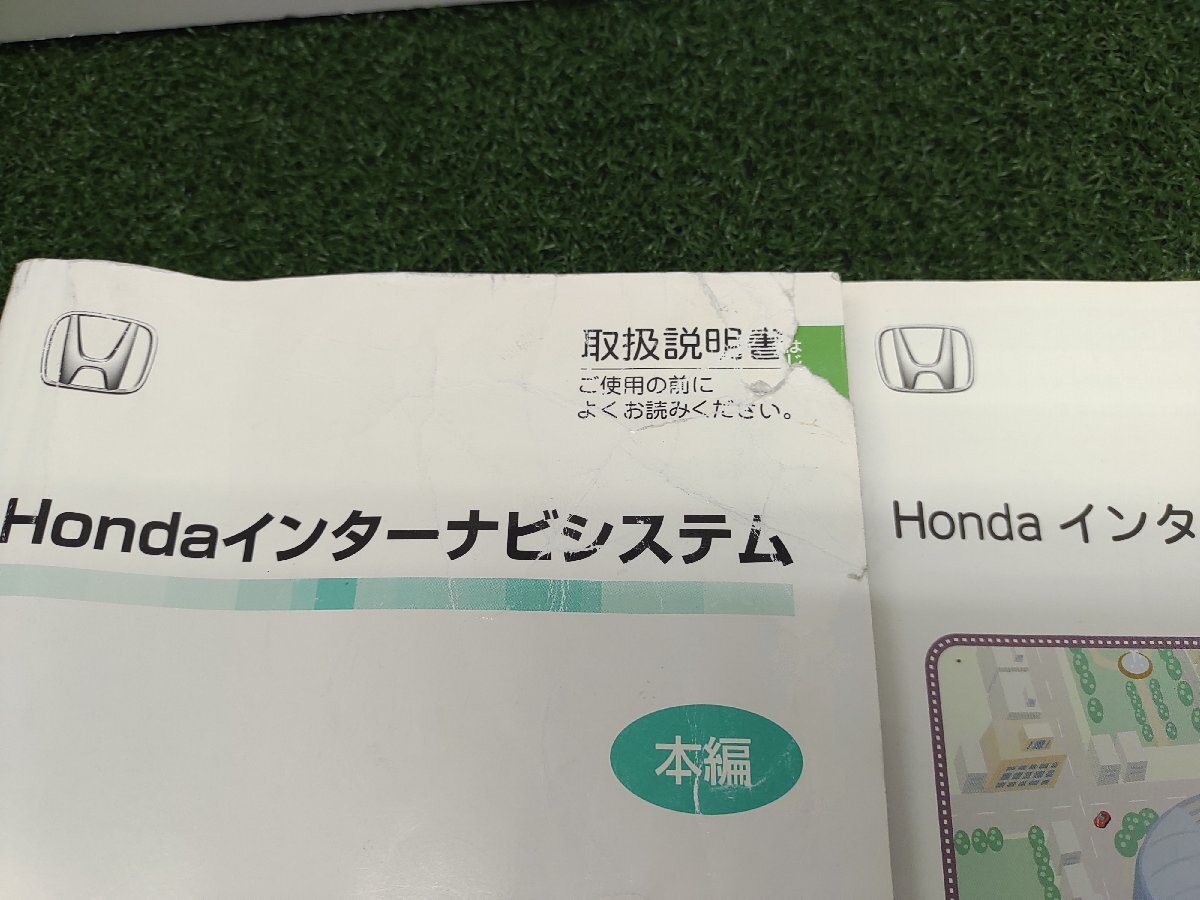 取扱説明書
ご使用の前に
よくお読みください。
Hondaインターナビシステム
本編
はじ
Honda インタ